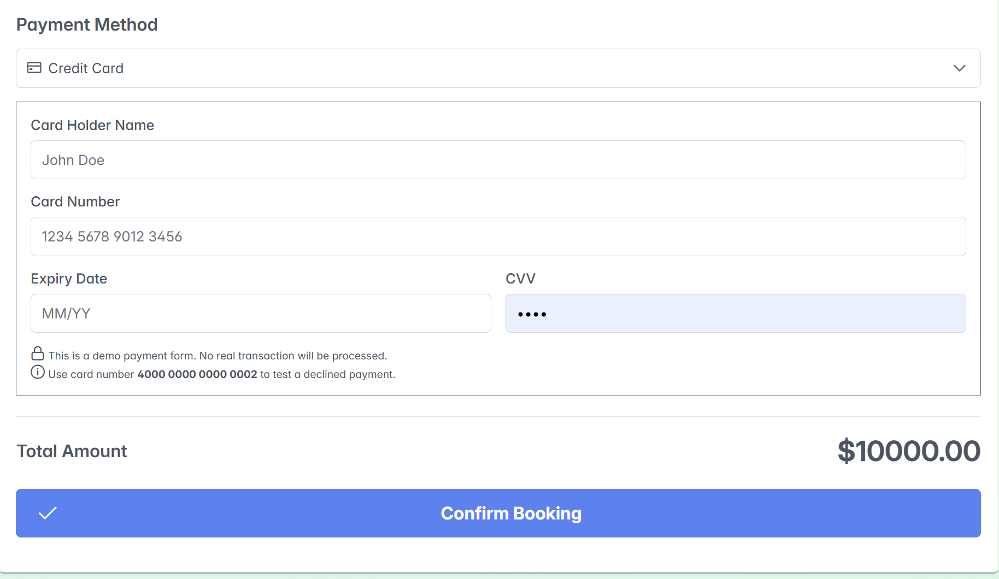 Payment Method
Credit Card
Card Holder Name
John Doe
Card Number
1234 5678 9012 3456
Expiry Date
CVV
MM/YY
••••
This is a demo payment form. No real transaction will be processed.
Use card number 4000 0000 0000 0002 to test a declined payment.
Total Amount
$10000.00
Confirm Booking